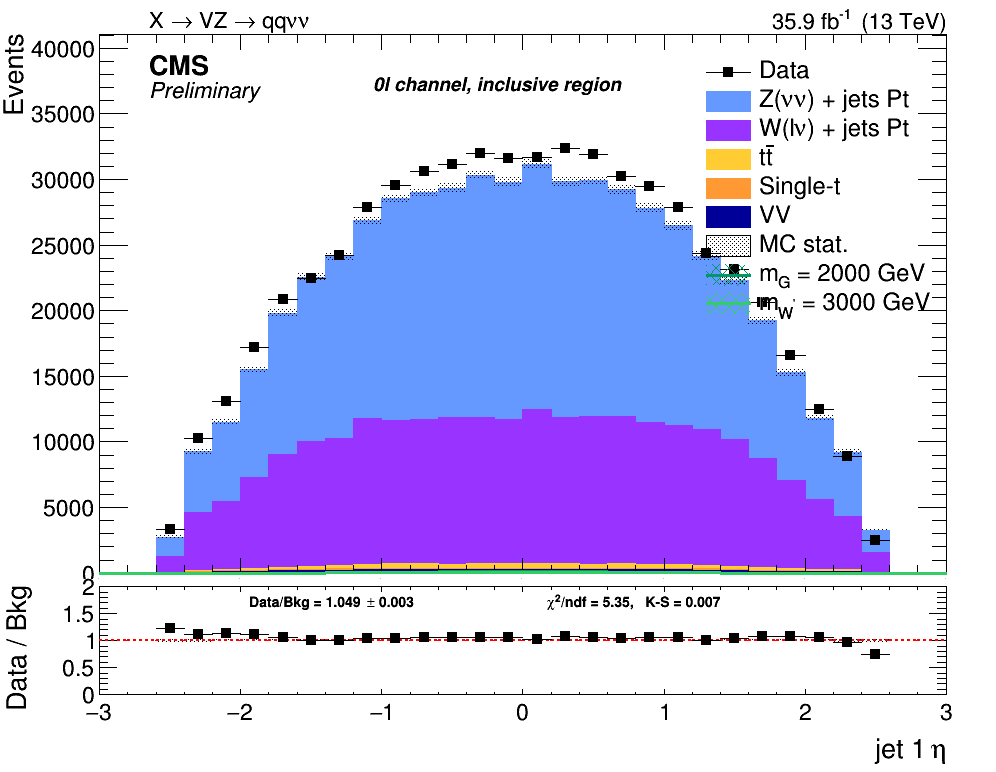 X → VZ → qqνν
35.9 fb⁻¹ (13 TeV)
Events
40000
35000
30000
25000
20000
15000
10000
5000
0
CMS
Preliminary
0l channel, inclusive region
Data
Z(νν) + jets Pt
W(lν) + jets Pt
tt̄
Single-t
VV
MC stat.
m_G = 2000 GeV
m_W' = 3000 GeV
Data / Bkg
2
1.5
1
0.5
0
Data/Bkg = 1.049 ± 0.003
χ²/ndf = 5.35, K-S = 0.007
−3
−2
−1
0
1
2
3
jet 1 η